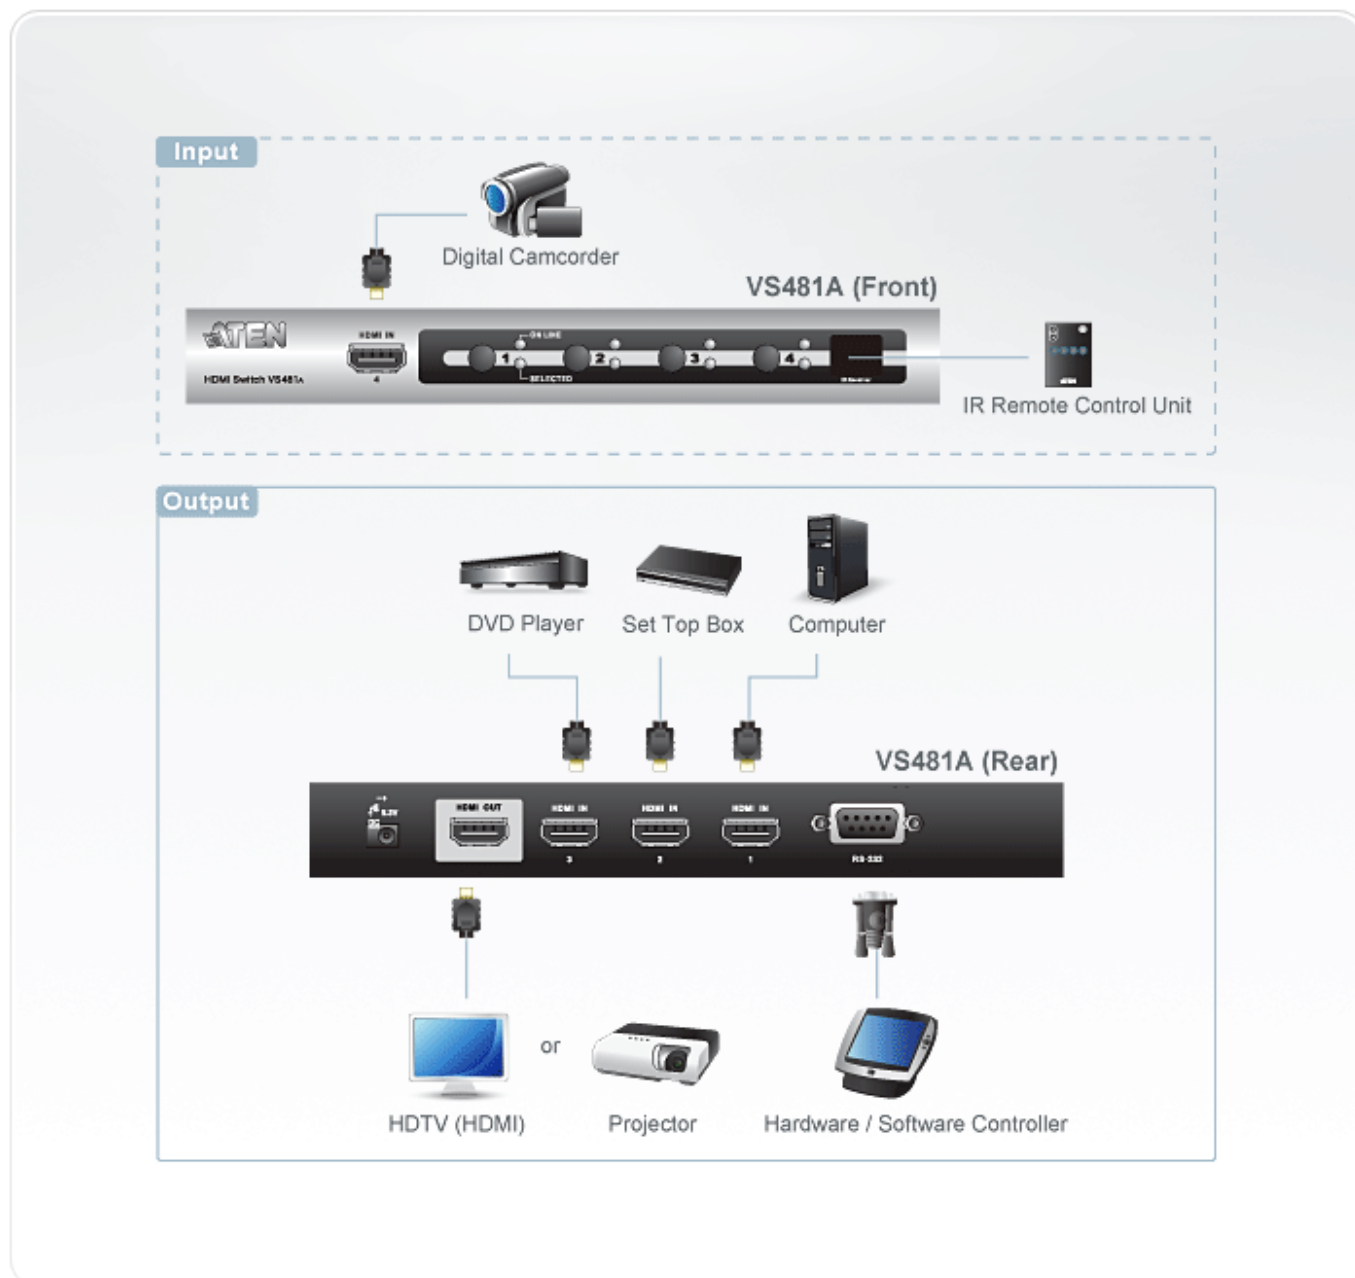 Input
Digital Camcorder
VS481A (Front)
ATEN
HDMI IN
ON LINE
1 2 3 4
SELECTED
4
HDMI Switch VS481A
IR Remote Control Unit
Output
DVD Player
Set Top Box
Computer
VS481A (Rear)
HDMI OUT
HDMI IN
HDMI IN
HDMI IN
3
2
1
RS-232
or
HDTV (HDMI)
Projector
Hardware / Software Controller